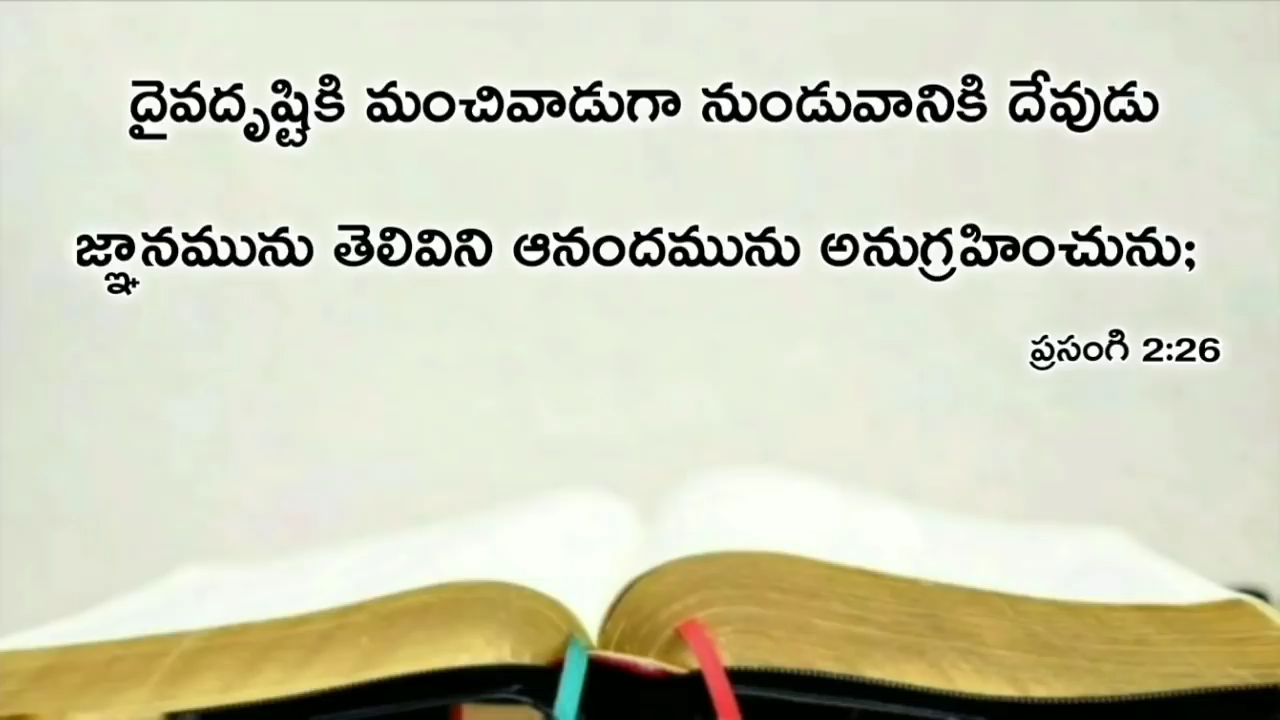 దైవదృష్టికి మంచివాడుగా నుండువానికి దేవుడు
జ్ఞానమును తెలివిని ఆనందమును అనుగ్రహించును;
ప్రసంగి 2:26